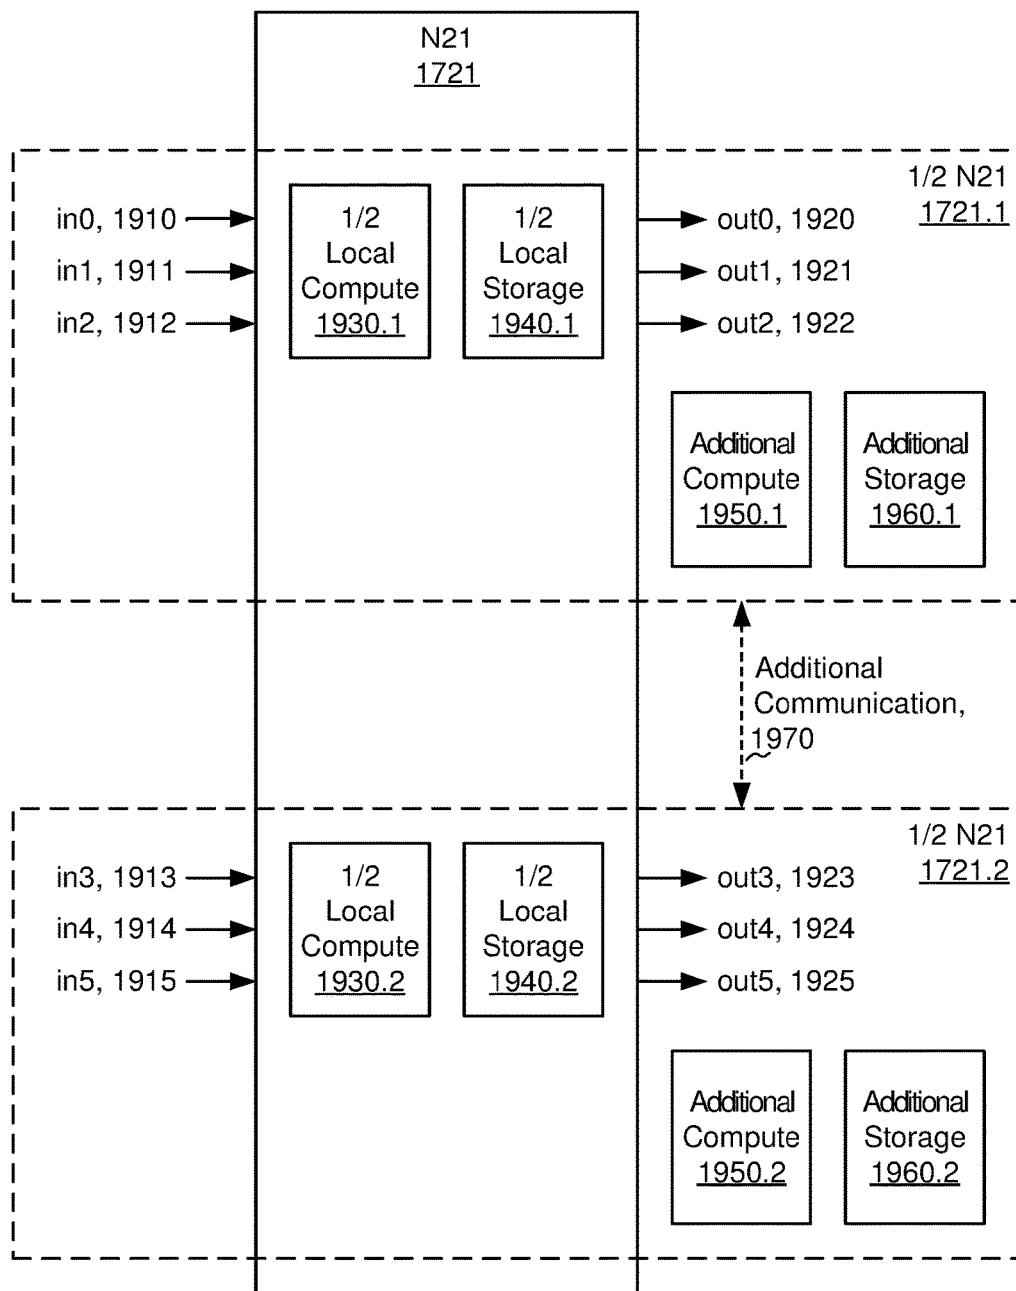 N21
1721
1/2 N21
1721.1
in0, 1910
in1, 1911
in2, 1912
1/2
Local
Compute
1930.1
1/2
Local
Storage
1940.1
out0, 1920
out1, 1921
out2, 1922
Additional
Compute
1950.1
Additional
Storage
1960.1
Additional
Communication,
1970
1/2 N21
1721.2
in3, 1913
in4, 1914
in5, 1915
1/2
Local
Compute
1930.2
1/2
Local
Storage
1940.2
out3, 1923
out4, 1924
out5, 1925
Additional
Compute
1950.2
Additional
Storage
1960.2